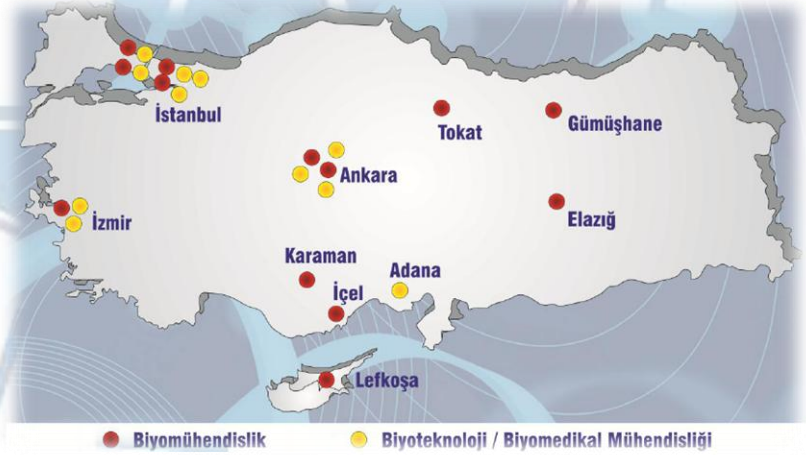 İstanbul
Tokat
Gümüşhane
Ankara
Elazığ
İzmir
Karaman
Adana
İçel
Lefkoşa
Biyomühendislik
Biyoteknoloji / Biyomedikal Mühendisliği